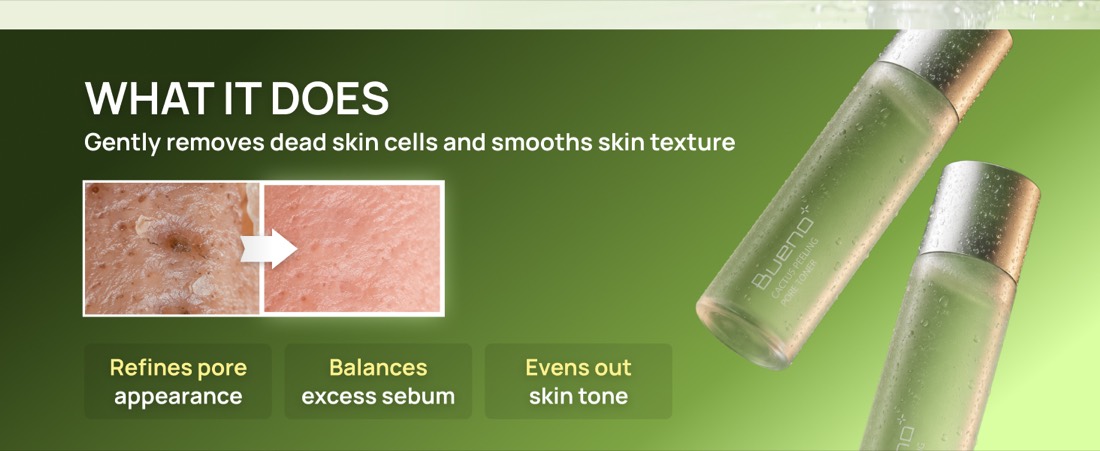 WHAT IT DOES
Gently removes dead skin cells and smooths skin texture
Refines pore
appearance
Balances
excess sebum
Evens out
skin tone
Bueno
CACTUS PEELING
PORE TONER